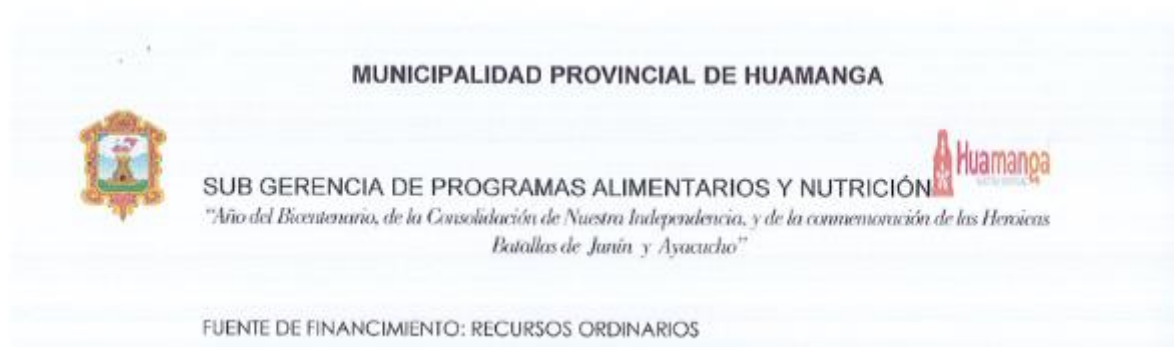 MUNICIPALIDAD PROVINCIAL DE HUAMANGA
Huamanga
SUB GERENCIA DE PROGRAMAS ALIMENTARIOS Y NUTRICIÓN
"Año del Bicentenario, de la Consolidación de Nuestra Independencia, y de la conmemoración de las Heroicas
Batallas de Junín y Ayacucho"
FUENTE DE FINANCIMIENTO: RECURSOS ORDINARIOS